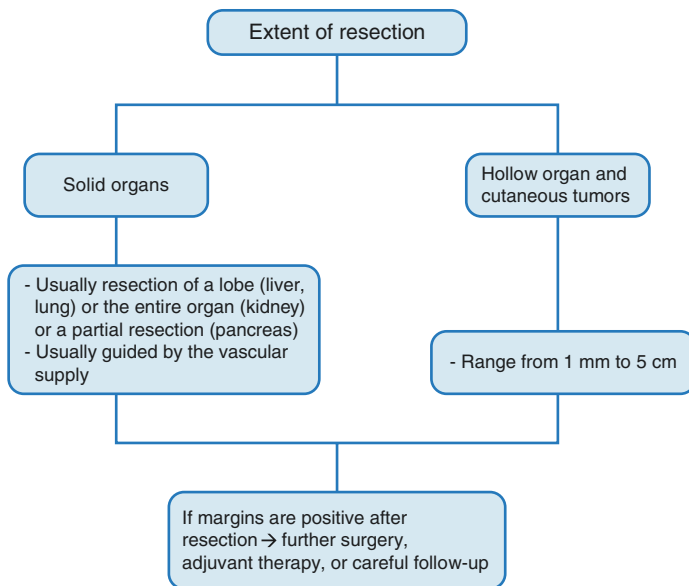 Extent of resection
Solid organs
Hollow organ and
cutaneous tumors
- Usually resection of a lobe (liver,
lung) or the entire organ (kidney)
or a partial resection (pancreas)
- Usually guided by the vascular
supply
- Range from 1 mm to 5 cm
If margins are positive after
resection → further surgery,
adjuvant therapy, or careful follow-up